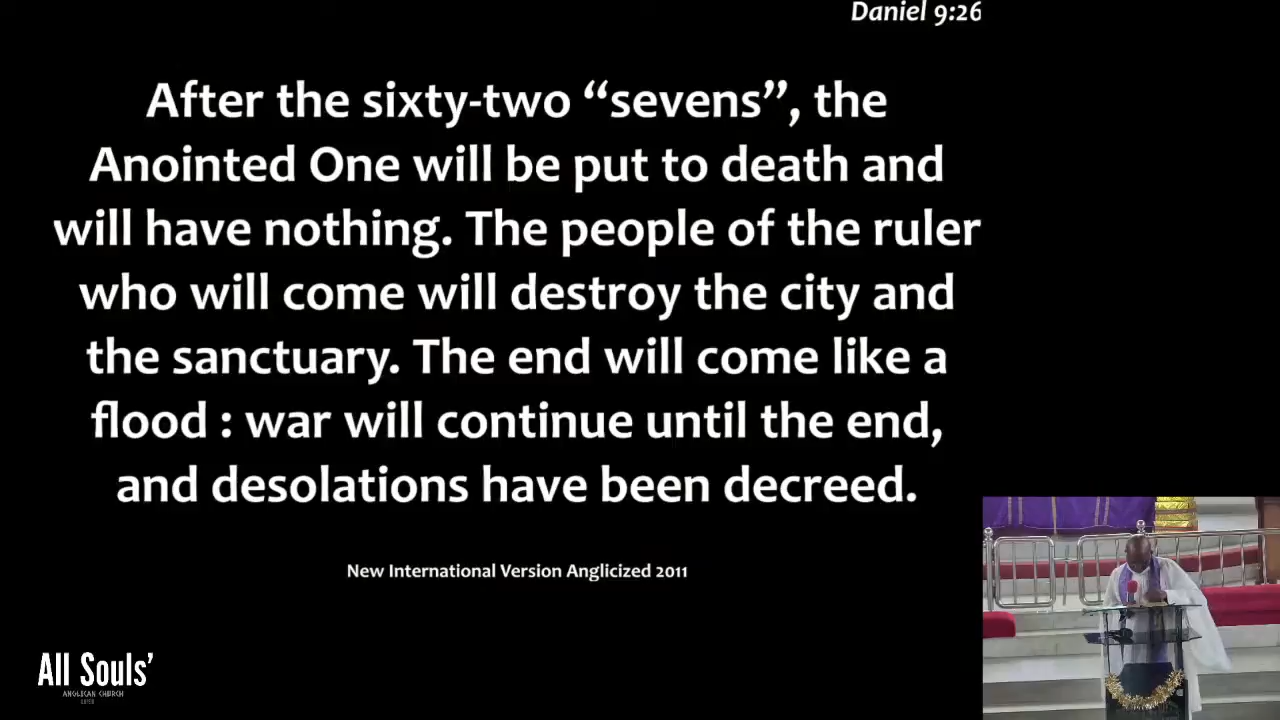 Daniel 9:26
After the sixty-two “sevens”, the
Anointed One will be put to death and
will have nothing. The people of the ruler
who will come will destroy the city and
the sanctuary. The end will come like a
flood : war will continue until the end,
and desolations have been decreed.
New International Version Anglicized 2011
All Souls’
ANGLICAN CHURCH